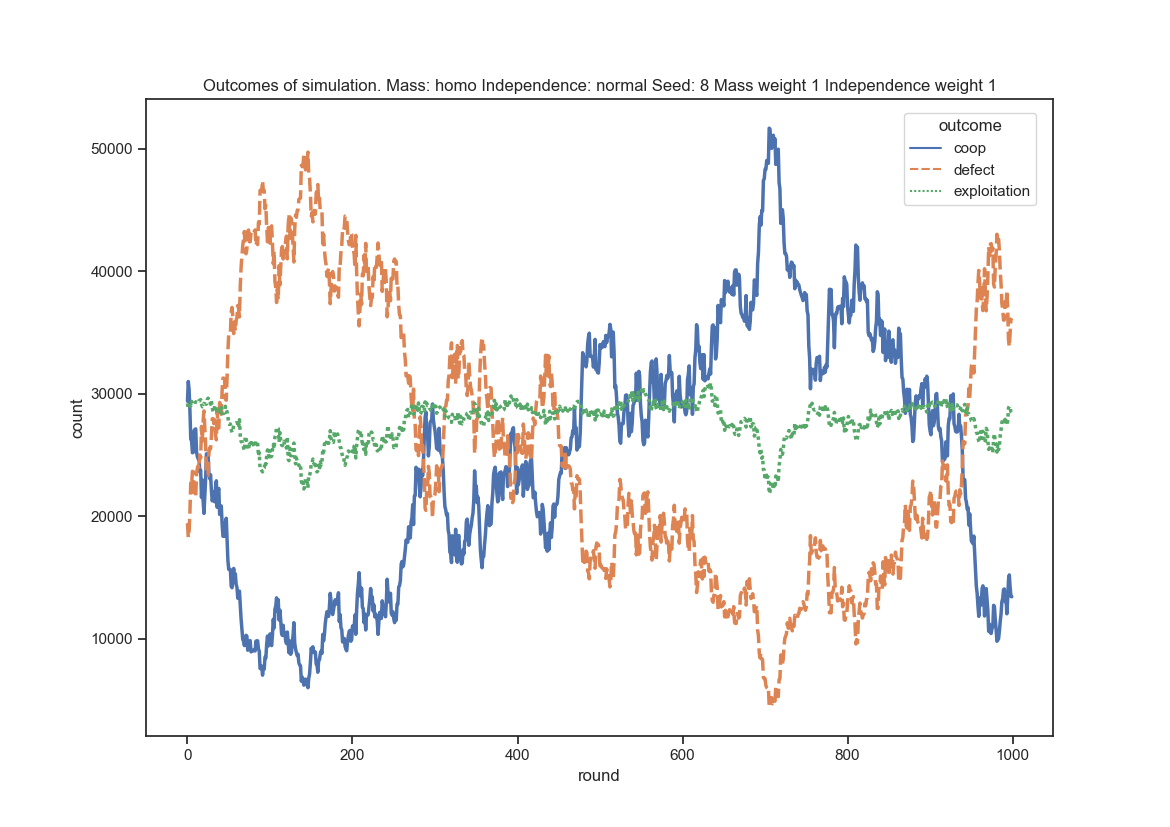 Outcomes of simulation. Mass: homo Independence: normal Seed: 8 Mass weight 1 Independence weight 1
outcome
coop
defect
exploitation
50000
40000
30000
20000
10000
count
0 200 400 600 800 1000
round